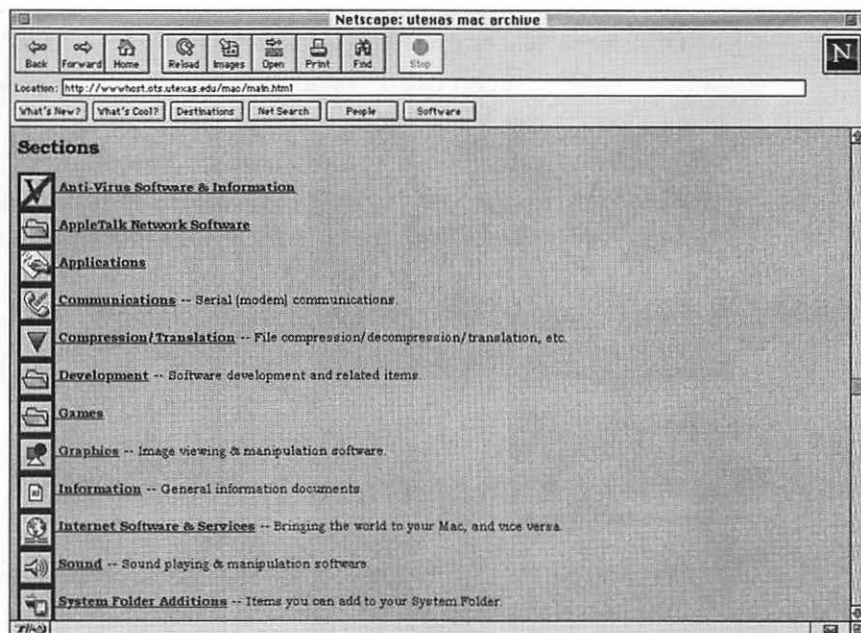 Netscape: utexas mac archive
Back Forward Home Reload Images Open Print Find Stop
N
Location: http://wwwhost.ots.utexas.edu/mac/main.html
What's New? What's Cool? Destinations Net Search People Software
Sections
Anti-Virus Software & Information
AppleTalk Network Software
Applications
Communications -- Serial (modem) communications.
Compression/Translation -- File compression/decompression/translation, etc.
Development -- Software development and related items.
Games
Graphics -- Image viewing & manipulation software.
Information -- General information documents.
Internet Software & Services -- Bringing the world to your Mac, and vice versa.
Sound -- Sound playing & manipulation software.
System Folder Additions -- Items you can add to your System Folder.